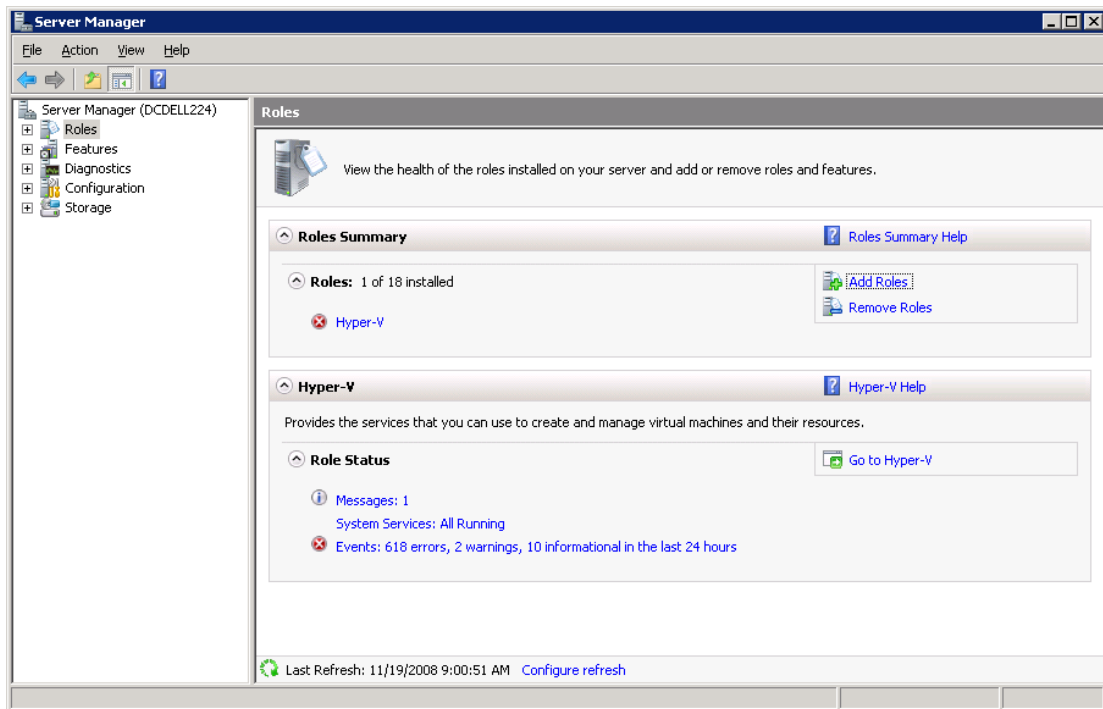 Server Manager
File Action View Help
Server Manager (DCDELL224)
Roles
Features
Diagnostics
Configuration
Storage
Roles
View the health of the roles installed on your server and add or remove roles and features.
Roles Summary
Roles Summary Help
Roles: 1 of 18 installed
Add Roles
Remove Roles
Hyper-V
Hyper-V
Hyper-V Help
Provides the services that you can use to create and manage virtual machines and their resources.
Role Status
Go to Hyper-V
Messages: 1
System Services: All Running
Events: 618 errors, 2 warnings, 10 informational in the last 24 hours
Last Refresh: 11/19/2008 9:00:51 AM Configure refresh